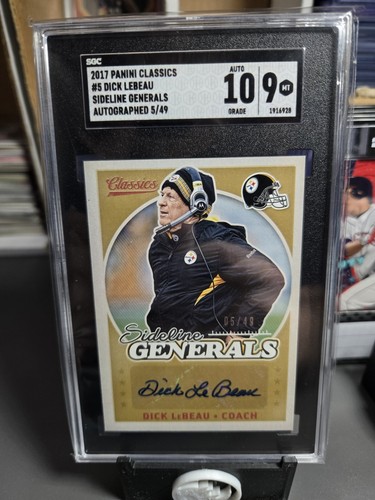 SGC
2017 PANINI CLASSICS
#5 DICK LEBEAU
SIDELINE GENERALS
AUTOGRAPHED 5/49
AUTO
10
GRADE
9 MT
1916928
Classics
Steelers
05/49
Sideline
GENERALS
Dick LeBeau
DICK LeBEAU • COACH